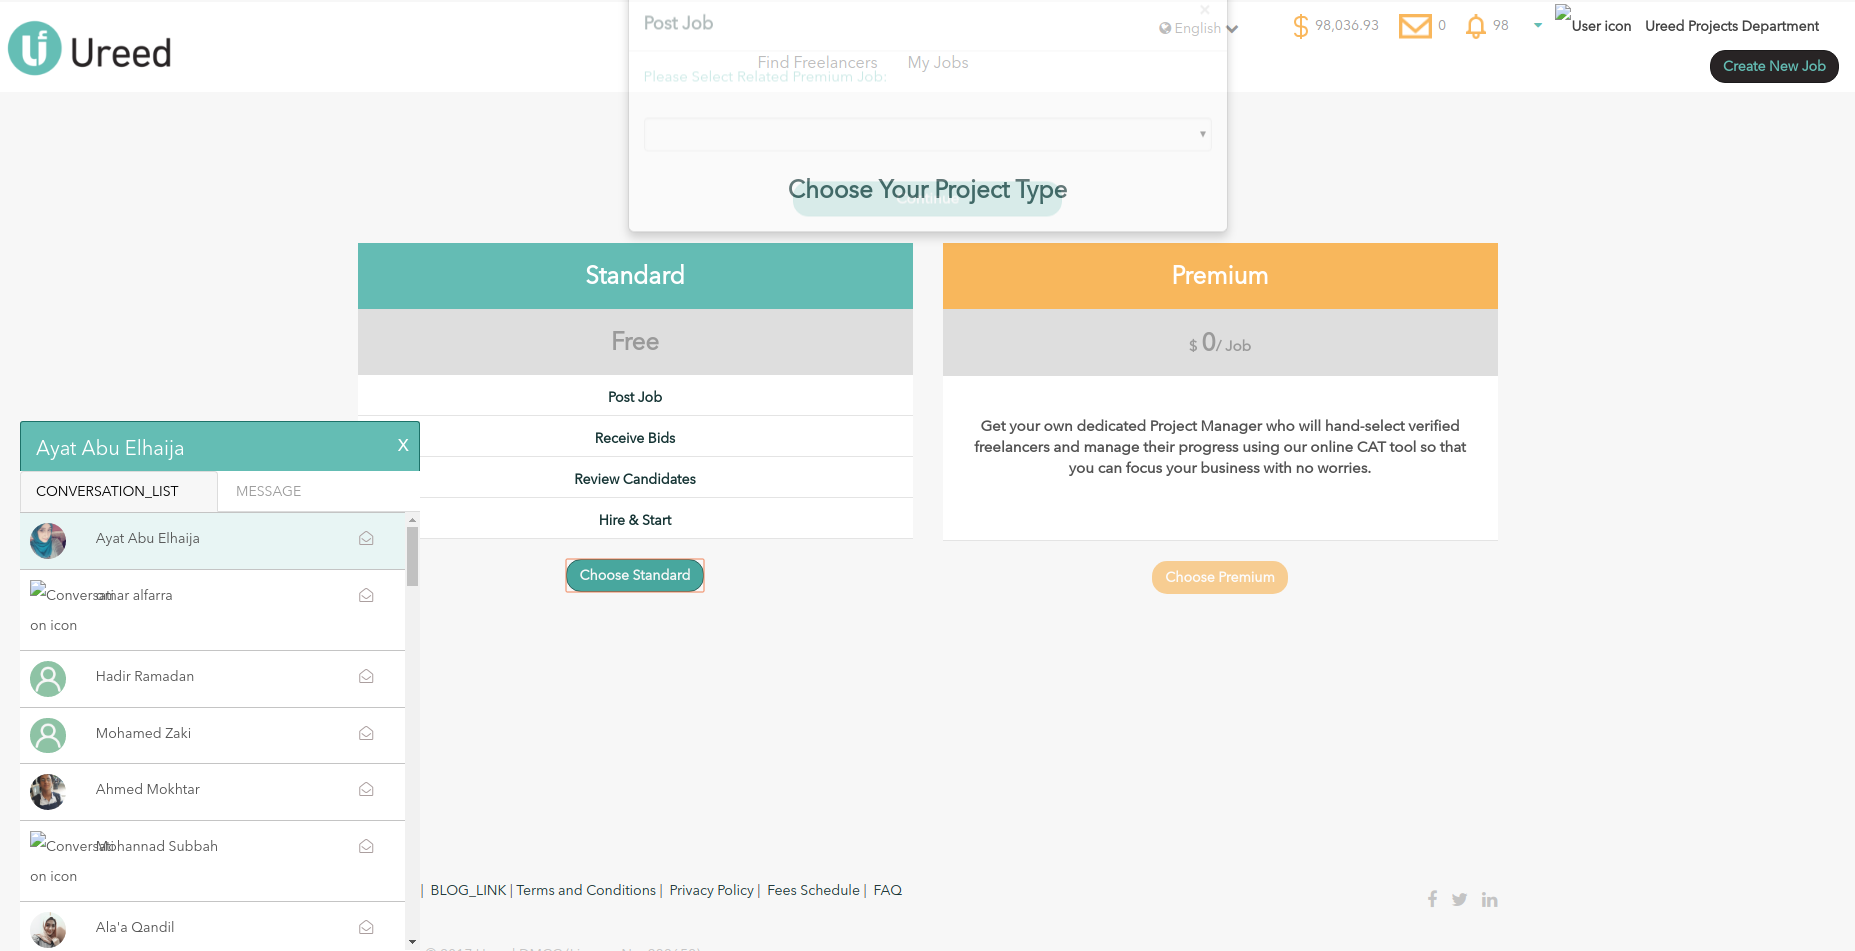 Ureed
Post Job
×
English
$ 98,036.93
0
98
User icon
Ureed Projects Department
Find Freelancers
My Jobs
Create New Job
Please Select Related Premium Job:
Choose Your Project Type
Continue
Standard
Free
Post Job
Receive Bids
Review Candidates
Hire & Start
Choose Standard
Premium
$ 0/ Job
Get your own dedicated Project Manager who will hand-select verified
freelancers and manage their progress using our online CAT tool so that
you can focus your business with no worries.
Choose Premium
Ayat Abu Elhaija
X
CONVERSATION_LIST
MESSAGE
Ayat Abu Elhaija
Conversati
on icon
omar alfarra
Hadir Ramadan
Mohamed Zaki
Ahmed Mokhtar
Conversati
on icon
Mohannad Subbah
Ala'a Qandil
| BLOG_LINK | Terms and Conditions | Privacy Policy | Fees Schedule | FAQ